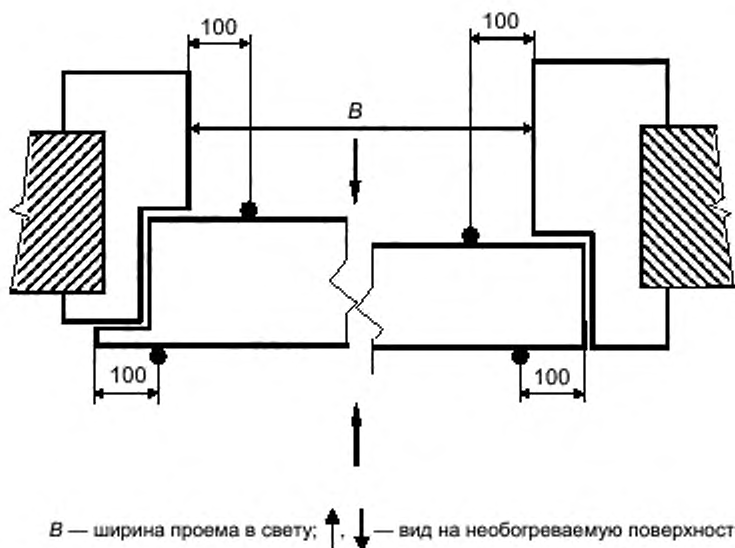 100 100
B
100 100
B — ширина проема в свету; ↑, ↓ — вид на необогреваемую поверхност